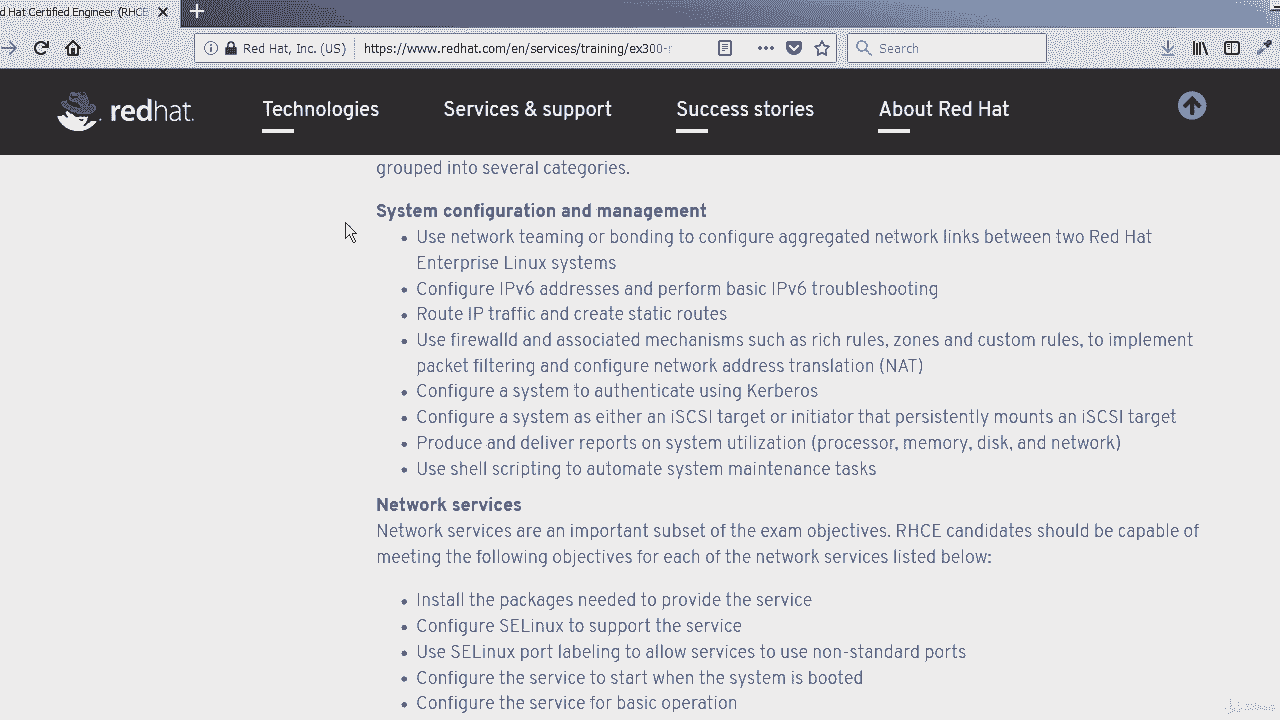 d Hat Certified Engineer (RHCE
Red Hat, Inc. (US)
https://www.redhat.com/en/services/training/ex300-r
Search
redhat.
Technologies
Services & support
Success stories
About Red Hat
grouped into several categories.
System configuration and management
• Use network teaming or bonding to configure aggregated network links between two Red Hat
Enterprise Linux systems
• Configure IPv6 addresses and perform basic IPv6 troubleshooting
• Route IP traffic and create static routes
• Use firewalld and associated mechanisms such as rich rules, zones and custom rules, to implement
packet filtering and configure network address translation (NAT)
• Configure a system to authenticate using Kerberos
• Configure a system as either an iSCSI target or initiator that persistently mounts an iSCSI target
• Produce and deliver reports on system utilization (processor, memory, disk, and network)
• Use shell scripting to automate system maintenance tasks
Network services
Network services are an important subset of the exam objectives. RHCE candidates should be capable of
meeting the following objectives for each of the network services listed below:
• Install the packages needed to provide the service
• Configure SELinux to support the service
• Use SELinux port labeling to allow services to use non-standard ports
• Configure the service to start when the system is booted
• Configure the service for basic operation